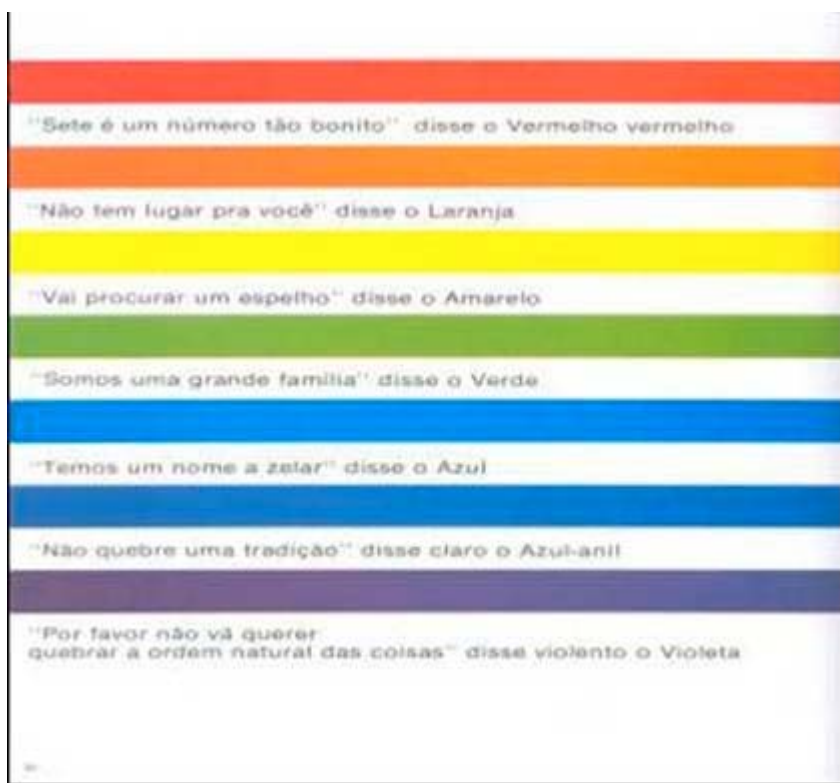 "Sete é um número tão bonito" disse o Vermelho vermelho
"Não tem lugar pra você" disse o Laranja
"Vai procurar um espelho" disse o Amarelo
"Somos uma grande família" disse o Verde
"Temos um nome a zelar" disse o Azul
"Não quebre uma tradição" disse claro o Azul-anil
"Por favor não vá querer
quebrar a ordem natural das coisas" disse violento o Violeta